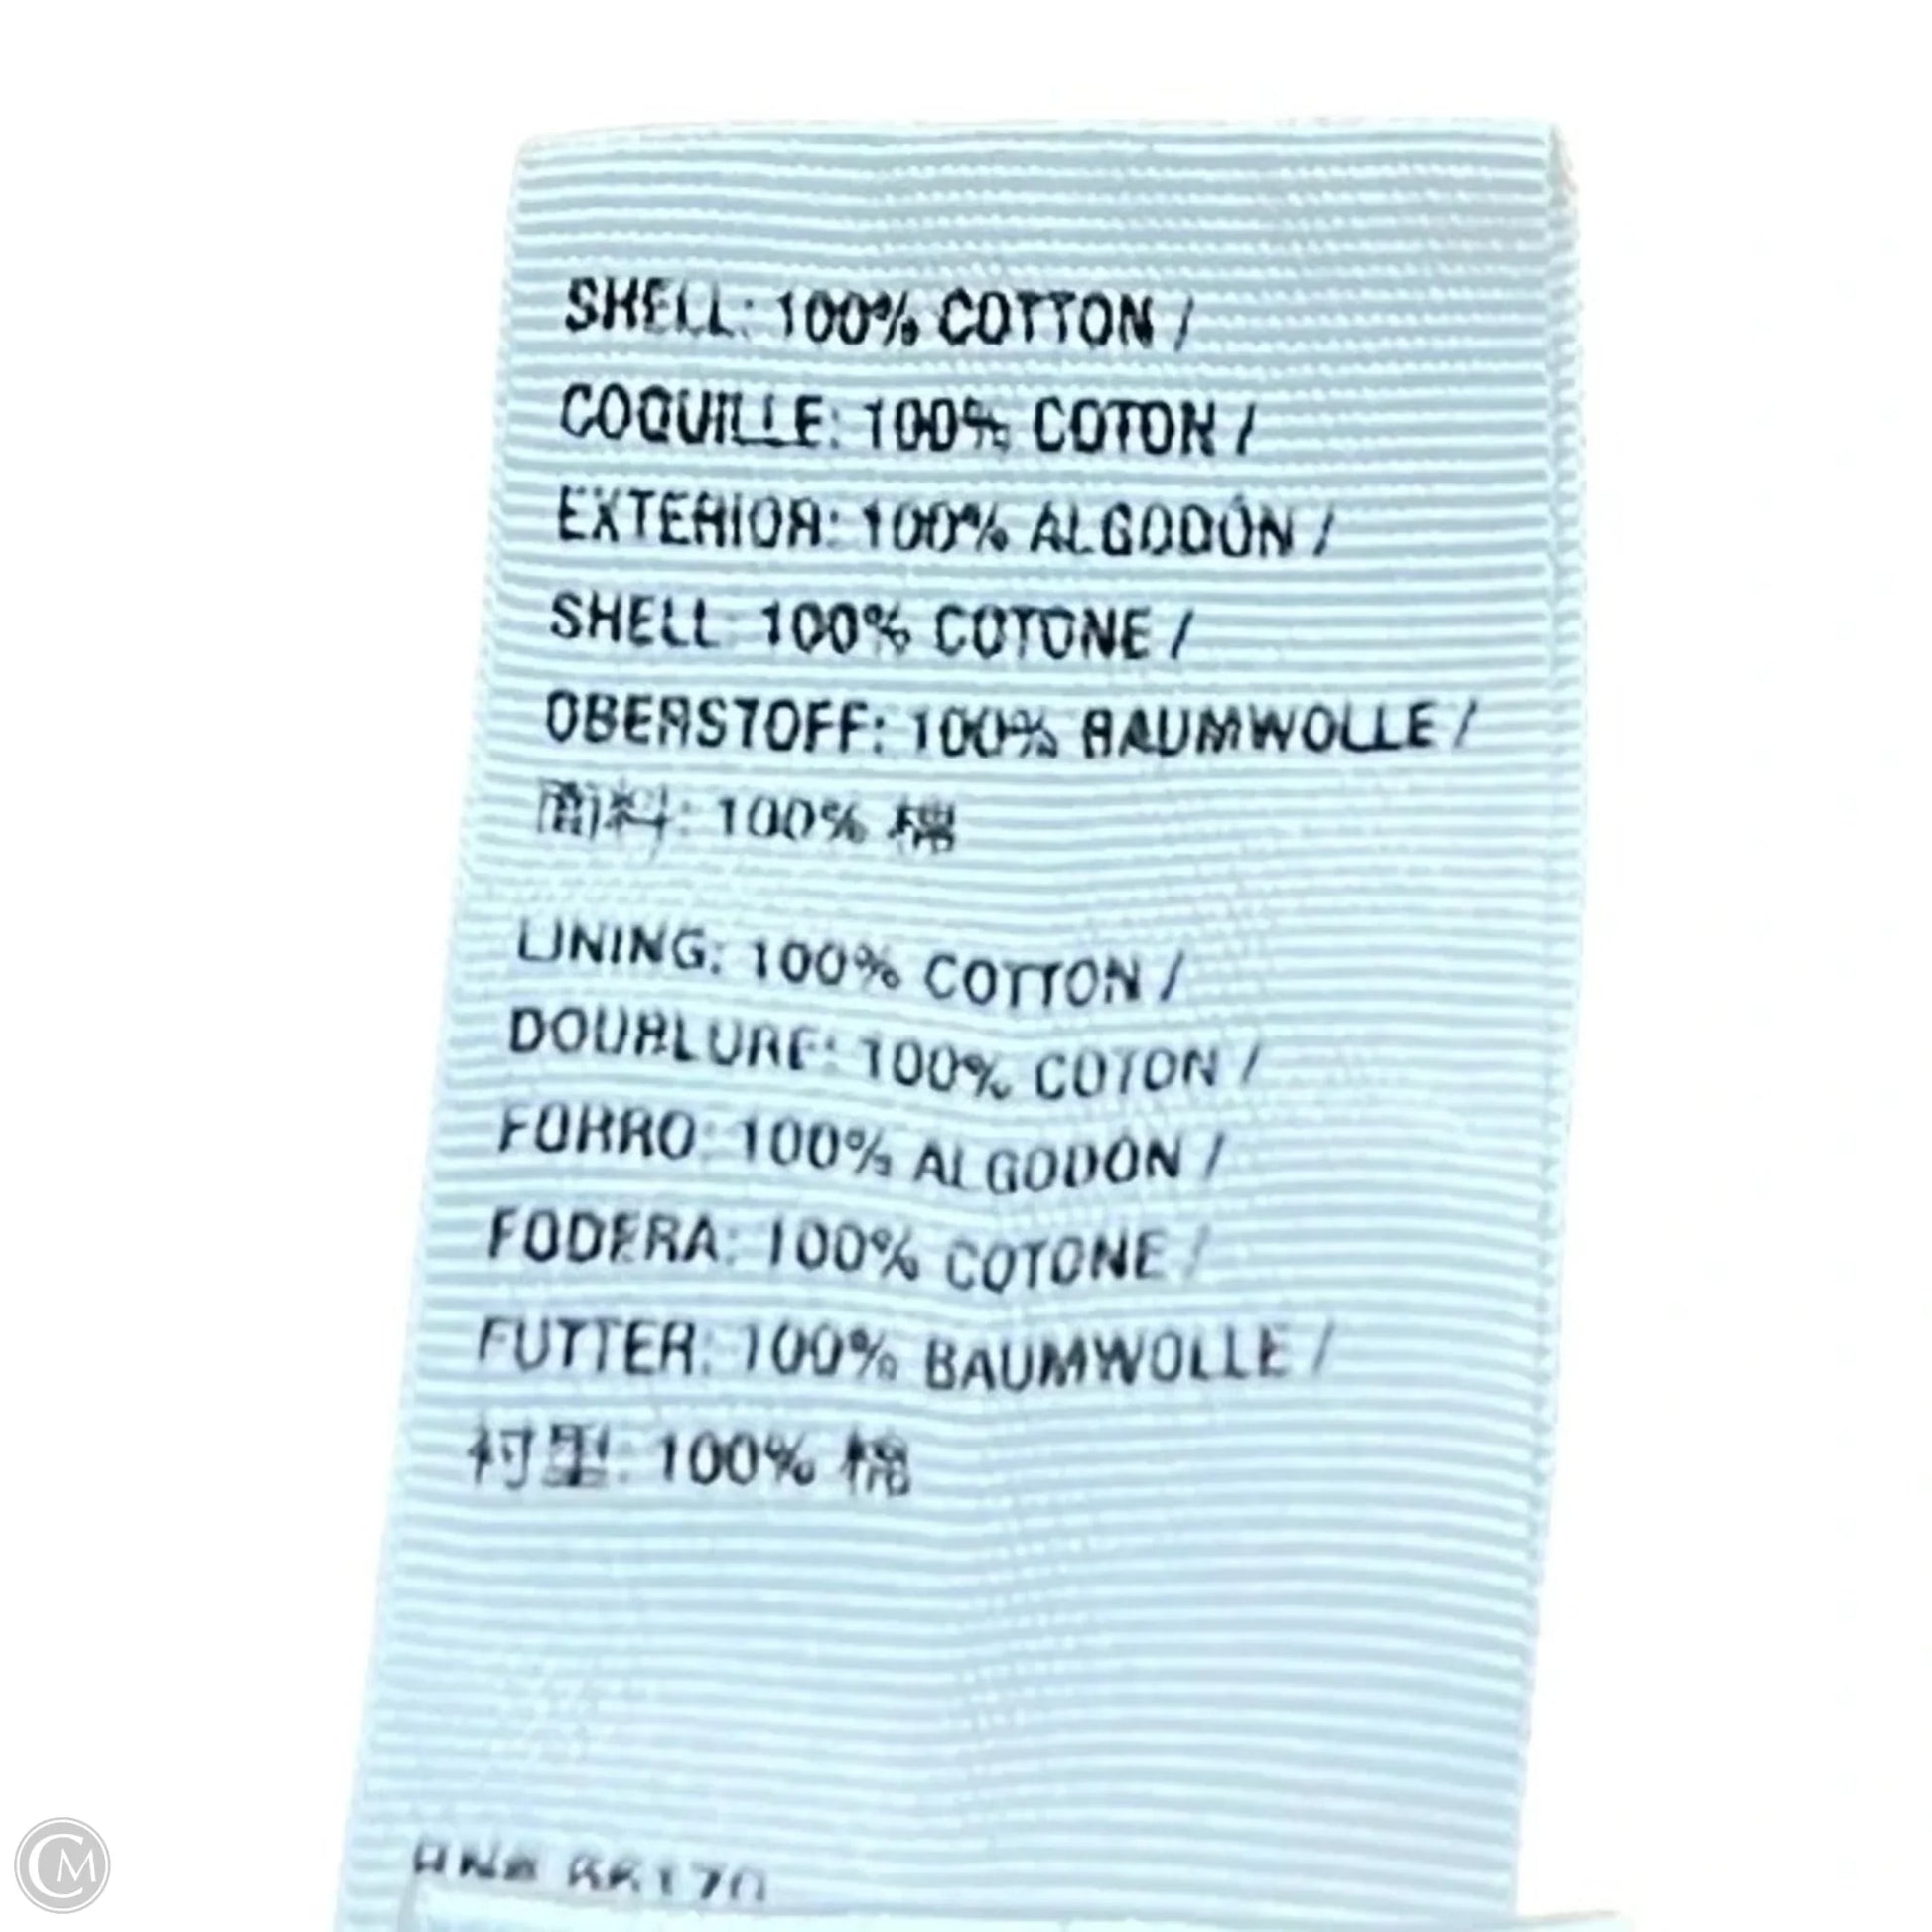 SHELL: 100% COTTON /
COQUILLE: 100% COTON /
EXTERIOR: 100% ALGODÓN /
SHELL: 100% COTONE /
OBERSTOFF: 100% BAUMWOLLE /
面料: 100% 棉
LINING: 100% COTTON /
DOUBLURE: 100% COTON /
FORRO: 100% ALGODÓN /
FODERA: 100% COTONE /
FUTTER: 100% BAUMWOLLE /
衬里: 100% 棉
CM